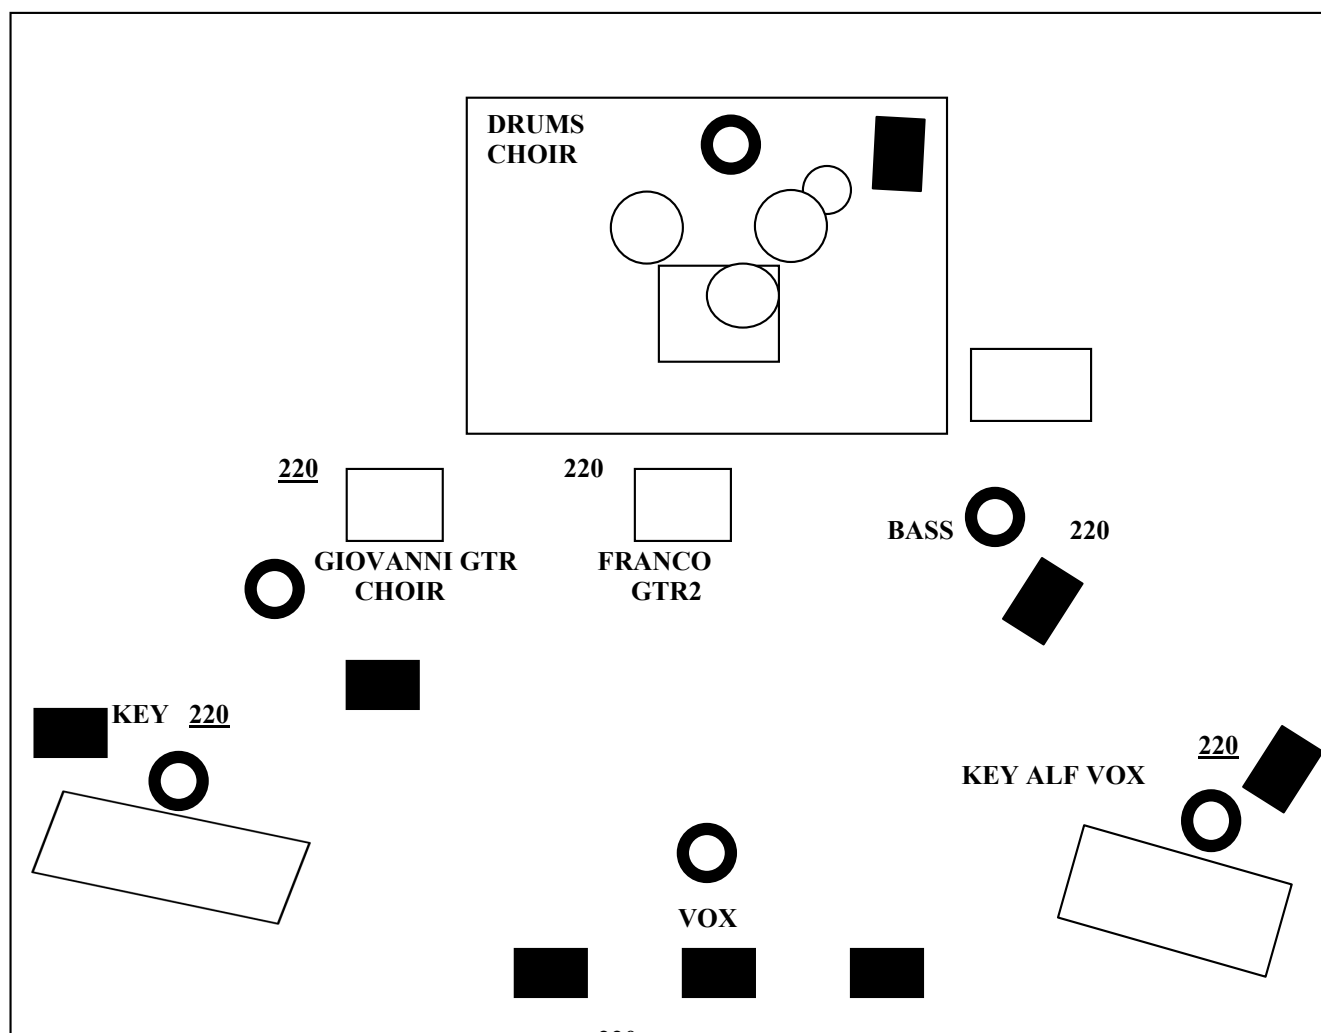 DRUMS
CHOIR
220
220
BASS
220
GIOVANNI GTR
CHOIR
FRANCO
GTR2
KEY 220
220
KEY ALF VOX
VOX